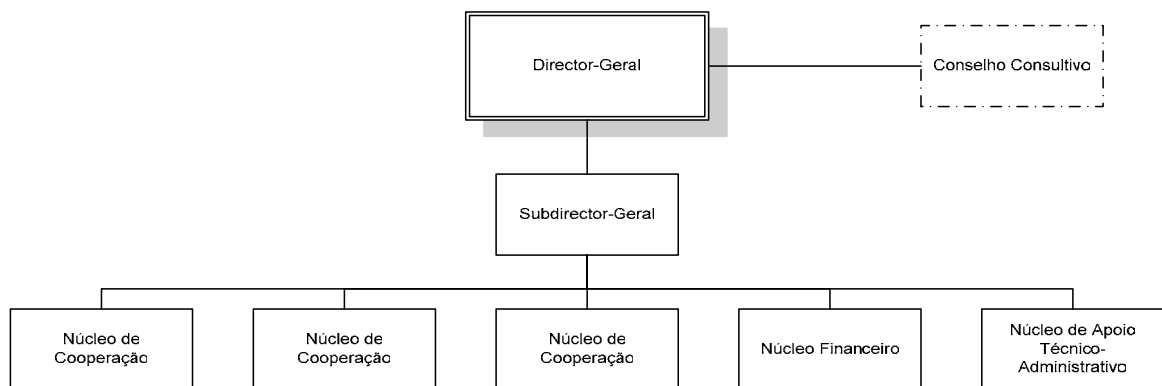 Director-Geral
Conselho Consultivo
Subdirector-Geral
Núcleo de
Cooperação
Núcleo de
Cooperação
Núcleo de
Cooperação
Núcleo Financeiro
Núcleo de Apoio
Técnico-
Administrativo